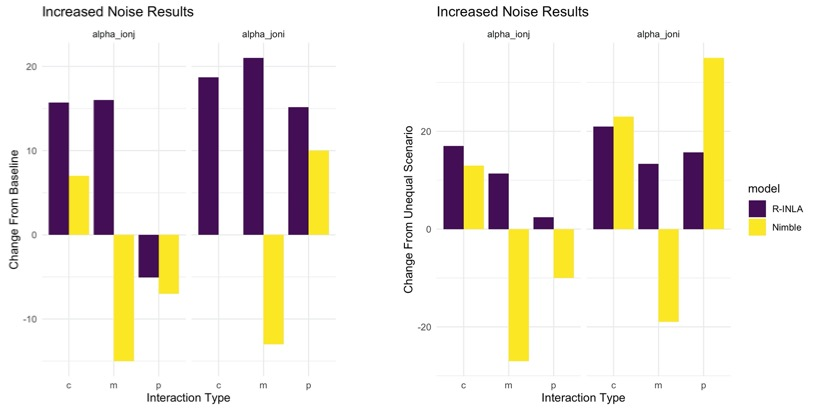 Increased Noise Results
alpha_ionj
alpha_joni
Change From Baseline
20
10
0
-10
c
m
p
c
m
p
Interaction Type
Increased Noise Results
alpha_ionj
alpha_joni
Change From Unequal Scenario
20
0
-20
c
m
p
c
m
p
Interaction Type
model
R-INLA
Nimble